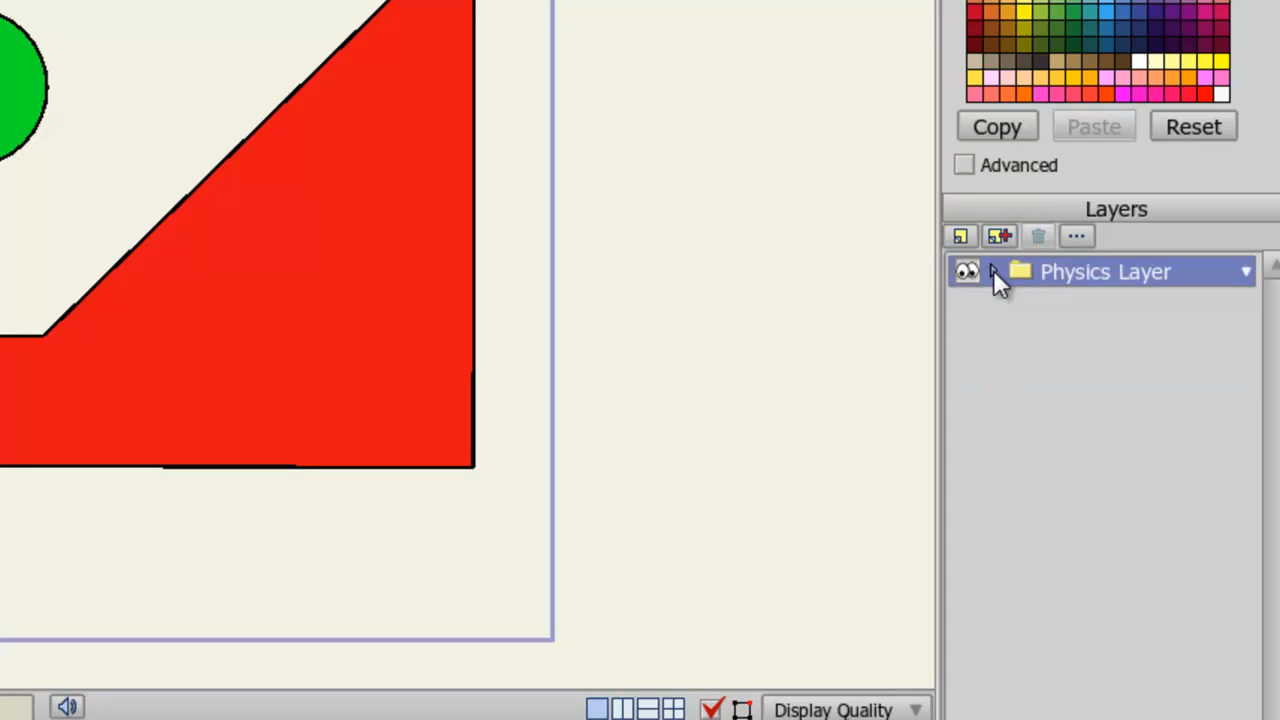 Copy Paste Reset
Advanced
Layers
Physics Layer
Display Quality